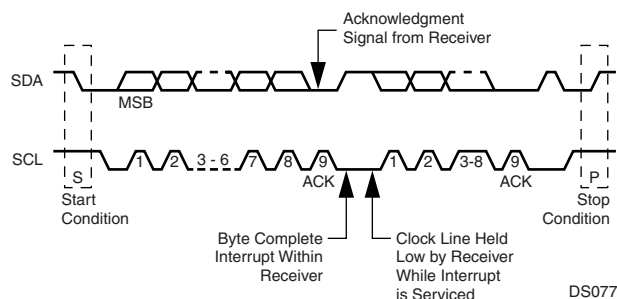 Acknowledgment
Signal from Receiver
SDA
MSB
SCL
S
1
2
3 - 6
7
8
9
1
2
3-8
9
P
ACK
ACK
Start
Condition
Stop
Condition
Byte Complete
Interrupt Within
Receiver
Clock Line Held
Low by Receiver
While Interrupt
is Serviced
DS077